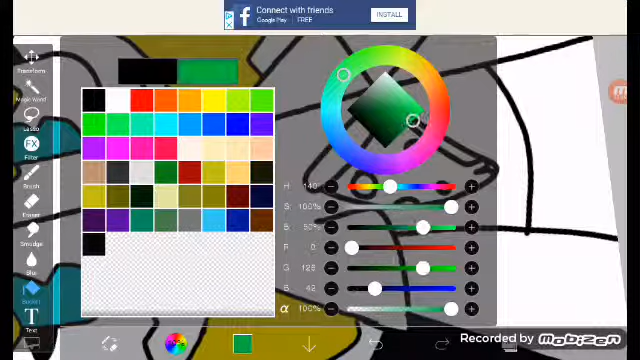 Connect with friends
Google Play | FREE
INSTALL
Transform
Magic Wand
Lasso
FX
Filter
Brush
Eraser
Smudge
Blur
Bucket
T
Text
H 140° − +
S 100% − +
B 50% − +
R 0 − +
G 128 − +
B 42 − +
α 100% − +
Recorded by Mobizen